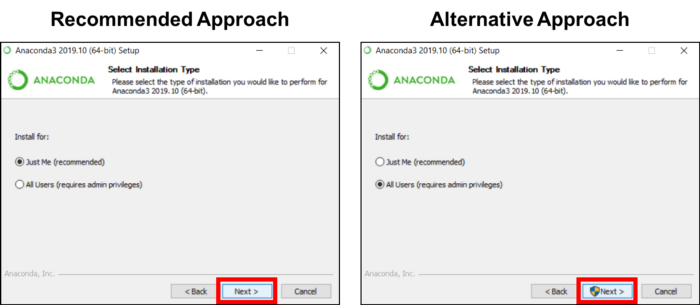 Recommended Approach
Anaconda3 2019.10 (64-bit) Setup
ANACONDA
Select Installation Type
Please select the type of installation you would like to perform for
Anaconda3 2019.10 (64-bit).
Install for:
Just Me (recommended)
All Users (requires admin privileges)
Anaconda, Inc.
< Back
Next >
Cancel
Alternative Approach
Anaconda3 2019.10 (64-bit) Setup
ANACONDA
Select Installation Type
Please select the type of installation you would like to perform for
Anaconda3 2019.10 (64-bit).
Install for:
Just Me (recommended)
All Users (requires admin privileges)
Anaconda, Inc.
< Back
Next >
Cancel